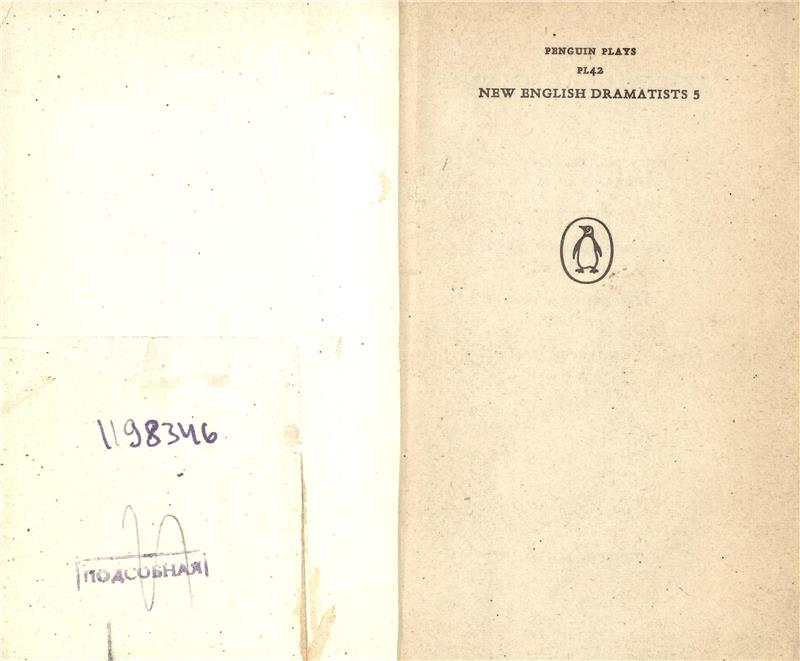 1198346
ПОДСОБНАЯ
PENGUIN PLAYS
PL42
NEW ENGLISH DRAMATISTS 5